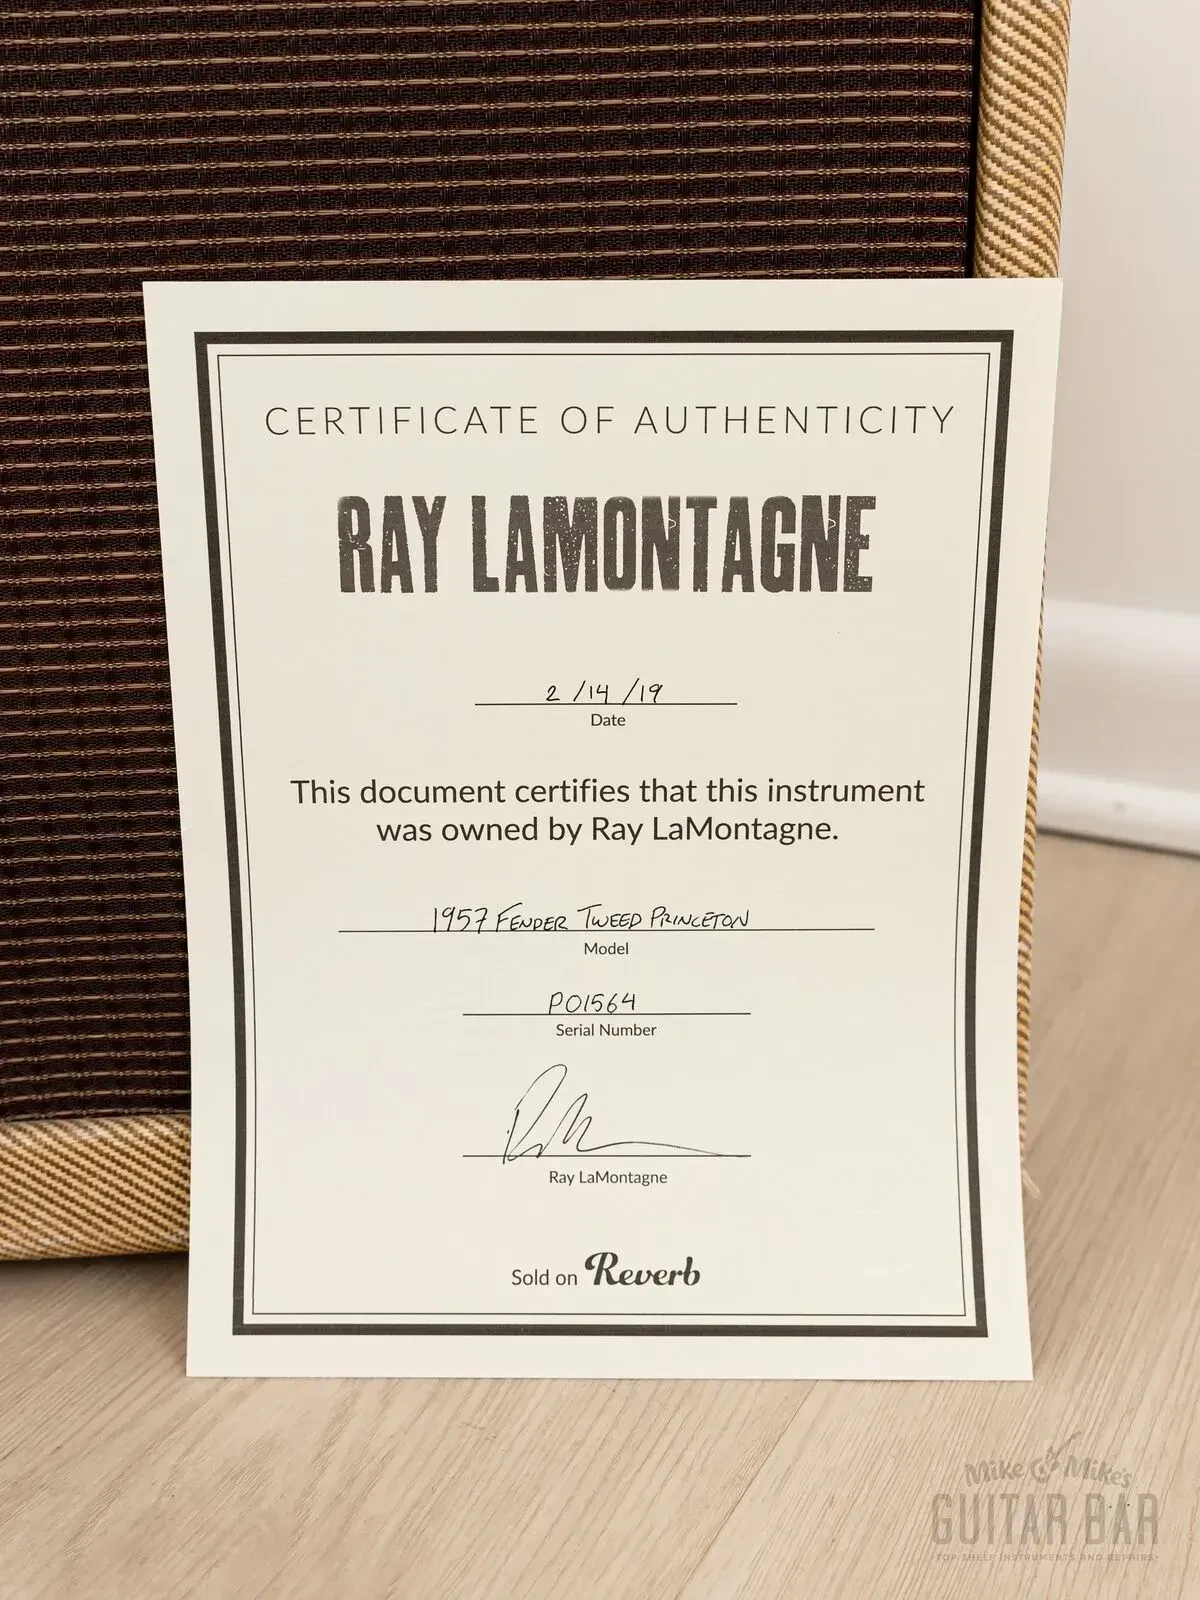 CERTIFICATE OF AUTHENTICITY
RAY LAMONTAGNE
2/14/19
Date
This document certifies that this instrument
was owned by Ray LaMontagne.
1957 FENDER TWEED PRINCETON
Model
P01564
Serial Number
Ray LaMontagne
Sold on Reverb
Mike & Mike's
GUITAR BAR
·TOP SHELF INSTRUMENTS AND REPAIRS·